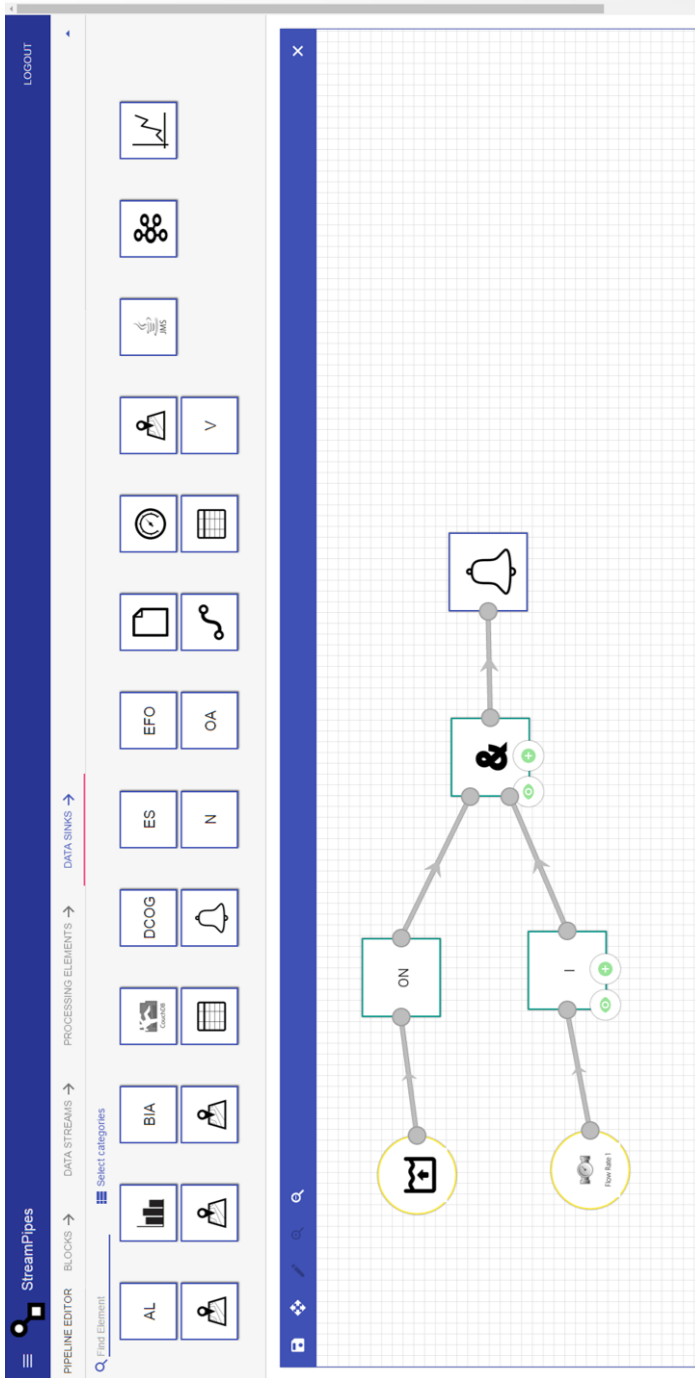 StreamPipes
LOGOUT
PIPELINE EDITOR
BLOCKS
DATA STREAMS
PROCESSING ELEMENTS
DATA SINKS
Find Element
Select categories
AL
BIA
CouchDB
DCOG
ES
EFO
JMS
N
OA
V
ON
&
I
Flow Rate 1